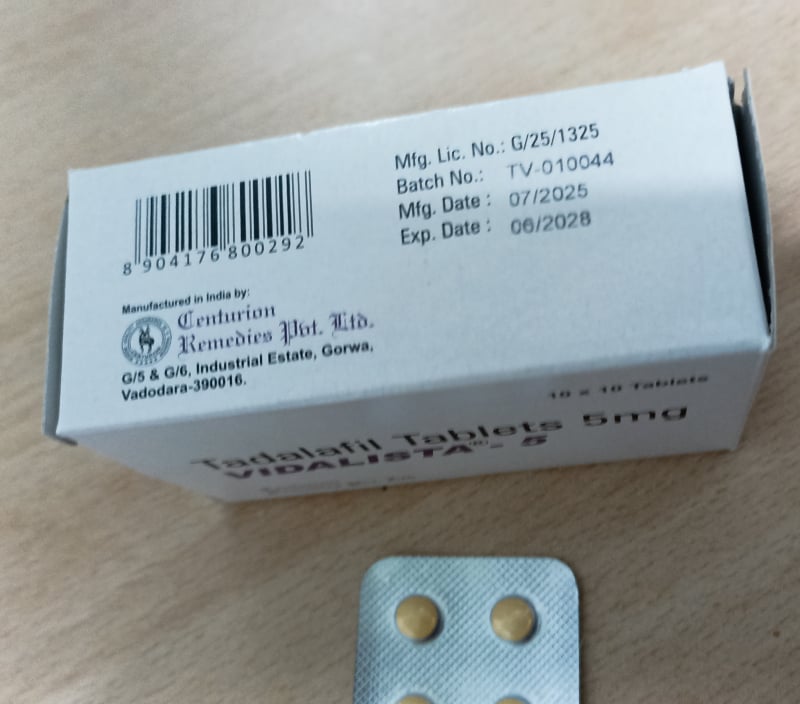 Mfg. Lic. No.: G/25/1325
Batch No.: TV-010044
Mfg. Date : 07/2025
Exp. Date : 06/2028
8 904176 800292
Manufactured in India by:
Centurion
Remedies Pvt. Ltd.
G/5 & G/6, Industrial Estate, Gorwa,
Vadodara-390016.
10 x 10 Tablets
Tadalafil Tablets 5mg
VIDALISTA® - 5